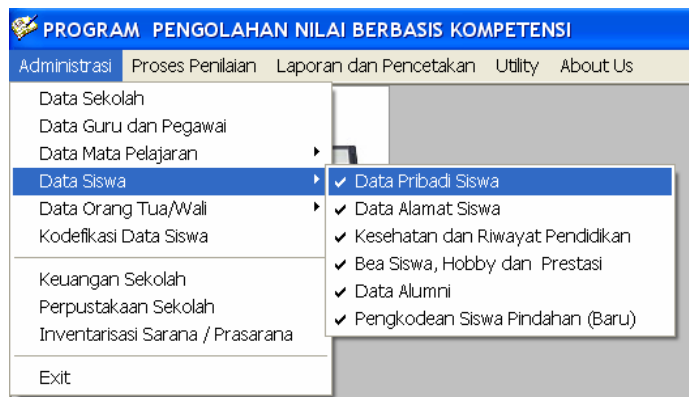 PROGRAM PENGOLAHAN NILAI BERBASIS KOMPETENSI
Administrasi Proses Penilaian Laporan dan Pencetakan Utility About Us
Data Sekolah
Data Guru dan Pegawai
Data Mata Pelajaran
Data Siswa
Data Orang Tua/Wali
Kodefikasi Data Siswa
Keuangan Sekolah
Perpustakaan Sekolah
Inventarisasi Sarana / Prasarana
Exit
Data Pribadi Siswa
Data Alamat Siswa
Kesehatan dan Riwayat Pendidikan
Bea Siswa, Hobby dan Prestasi
Data Alumni
Pengkodean Siswa Pindahan (Baru)